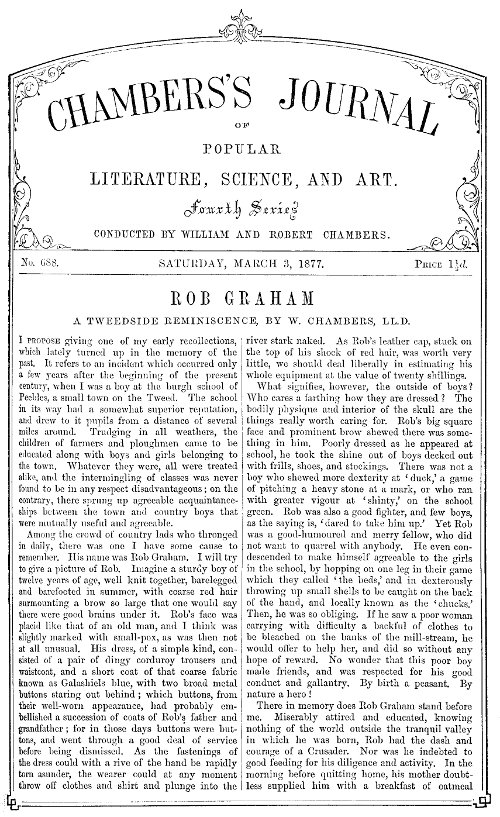 CHAMBERS'S JOURNAL
OF
POPULAR
LITERATURE, SCIENCE, AND ART.
Fourth Series
CONDUCTED BY WILLIAM AND ROBERT CHAMBERS.
No. 688.
SATURDAY, MARCH 3, 1877.
PRICE 1½d.
ROB GRAHAM
A TWEEDSIDE REMINISCENCE, BY W. CHAMBERS, LL.D.
I PROPOSE giving one of my early recollections,
which lately turned up in the memory of the
past. It refers to an incident which occurred only
a few years after the beginning of the present
century, when I was a boy at the burgh school of
Peebles, a small town on the Tweed. The school
in its way had a somewhat superior reputation,
and drew to it pupils from a distance of several
miles around. Trudging in all weathers, the
children of farmers and ploughmen came to be
educated along with boys and girls belonging to
the town. Whatever they were, all were treated
alike, and the intermingling of classes was never
found to be in any respect disadvantageous; on the
contrary, there sprung up agreeable acquaintance-
ships between the town and country boys that
were mutually useful and agreeable.
Among the crowd of country lads who thronged
in daily, there was one I have some cause to
remember. His name was Rob Graham. I will try
to give a picture of Rob. Imagine a sturdy boy of
twelve years of age, well knit together, barelegged
and barefooted in summer, with coarse red hair
surmounting a brow so large that one would say
there were good brains under it. Rob's face was
placid like that of an old man, and I think was
slightly marked with small-pox, as was then not
at all unusual. His dress, of a simple kind, con-
sisted of a pair of dingy corduroy trousers and
waistcoat, and a short coat of that coarse fabric
known as Galashiels blue, with two broad metal
buttons staring out behind; which buttons, from
their well-worn appearance, had probably em-
bellished a succession of coats of Rob's father and
grandfather; for in those days buttons were but-
tons, and went through a good deal of service
before being dismissed. As the fastenings of
the dress could with a rive of the hand be rapidly
torn asunder, the wearer could at any moment
throw off clothes and shirt and plunge into the
river stark naked. As Rob's leather cap, stuck on
the top of his shock of red hair, was worth very
little, we should deal liberally in estimating his
whole equipment at the value of twenty shillings.
What signifies, however, the outside of boys?
Who cares a farthing how they are dressed? The
bodily physique and interior of the skull are the
things really worth caring for. Rob's big square
face and prominent brow shewed there was some-
thing in him. Poorly dressed as he appeared at
school, he took the shine out of boys decked out
with frills, shoes, and stockings. There was not a
boy who shewed more dexterity at 'duck,' a game
of pitching a heavy stone at a mark, or who ran
with greater vigour at 'shinty,' on the school
green. Rob was also a good fighter, and few boys,
as the saying is, 'dared to take him up.' Yet Rob
was a good-humoured and merry fellow, who did
not want to quarrel with anybody. He even con-
descended to make himself agreeable to the girls
in the school, by hopping on one leg in their game
which they called 'the beds,' and in dexterously
throwing up small shells to be caught on the back
of the hand, and locally known as the 'chucks.'
Then, he was so obliging. If he saw a poor woman
carrying with difficulty a backful of clothes to
be bleached on the banks of the mill-stream, he
would offer to help her, and did so without any
hope of reward. No wonder that this poor boy
made friends, and was respected for his good
conduct and gallantry. By birth a peasant. By
nature a hero!
There in memory does Rob Graham stand before
me. Miserably attired and educated, knowing
nothing of the world outside the tranquil valley
in which he was born, Rob had the dash and
courage of a Crusader. Nor was he indebted to
good feeding for his diligence and activity. In the
morning before quitting home, his mother doubt-
less supplied him with a breakfast of oatmeal